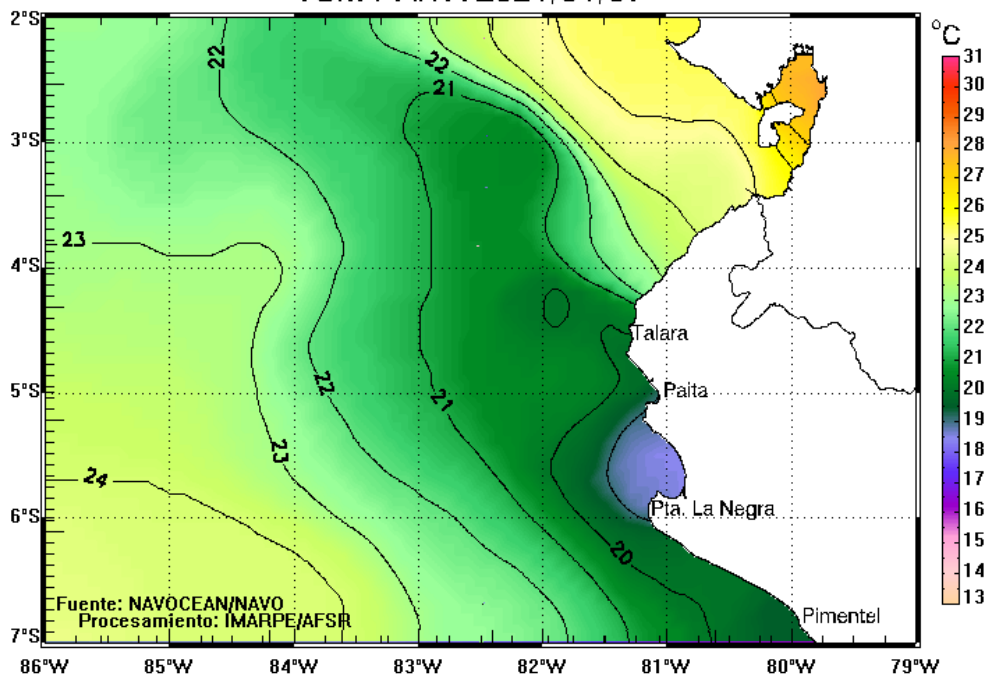 °C
2°S
3°S
4°S
5°S
6°S
7°S
86°W
85°W
84°W
83°W
82°W
81°W
80°W
79°W
31
30
29
28
27
26
25
24
23
22
21
20
19
18
17
16
15
14
13
22
22
21
23
22
21
23
24
20
Talara
Paita
Pta. La Negra
Pimentel
Fuente: NAVOCEAN/NAVO
Procesamiento: IMARPE/AFSR